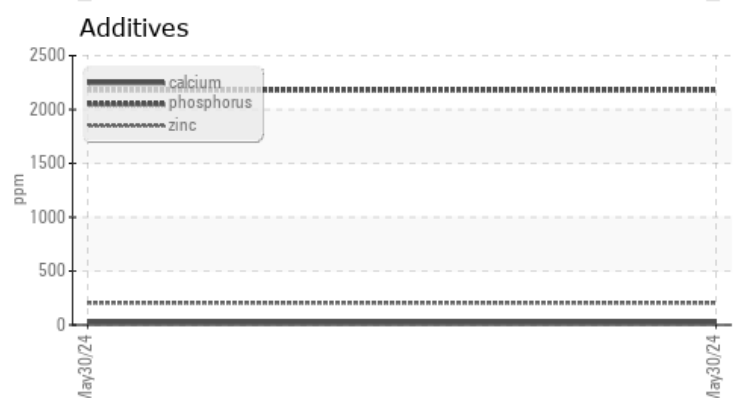 Additives
2500
2000
1500
1000
500
0
ppm
calcium
phosphorus
zinc
May30/24
May30/24